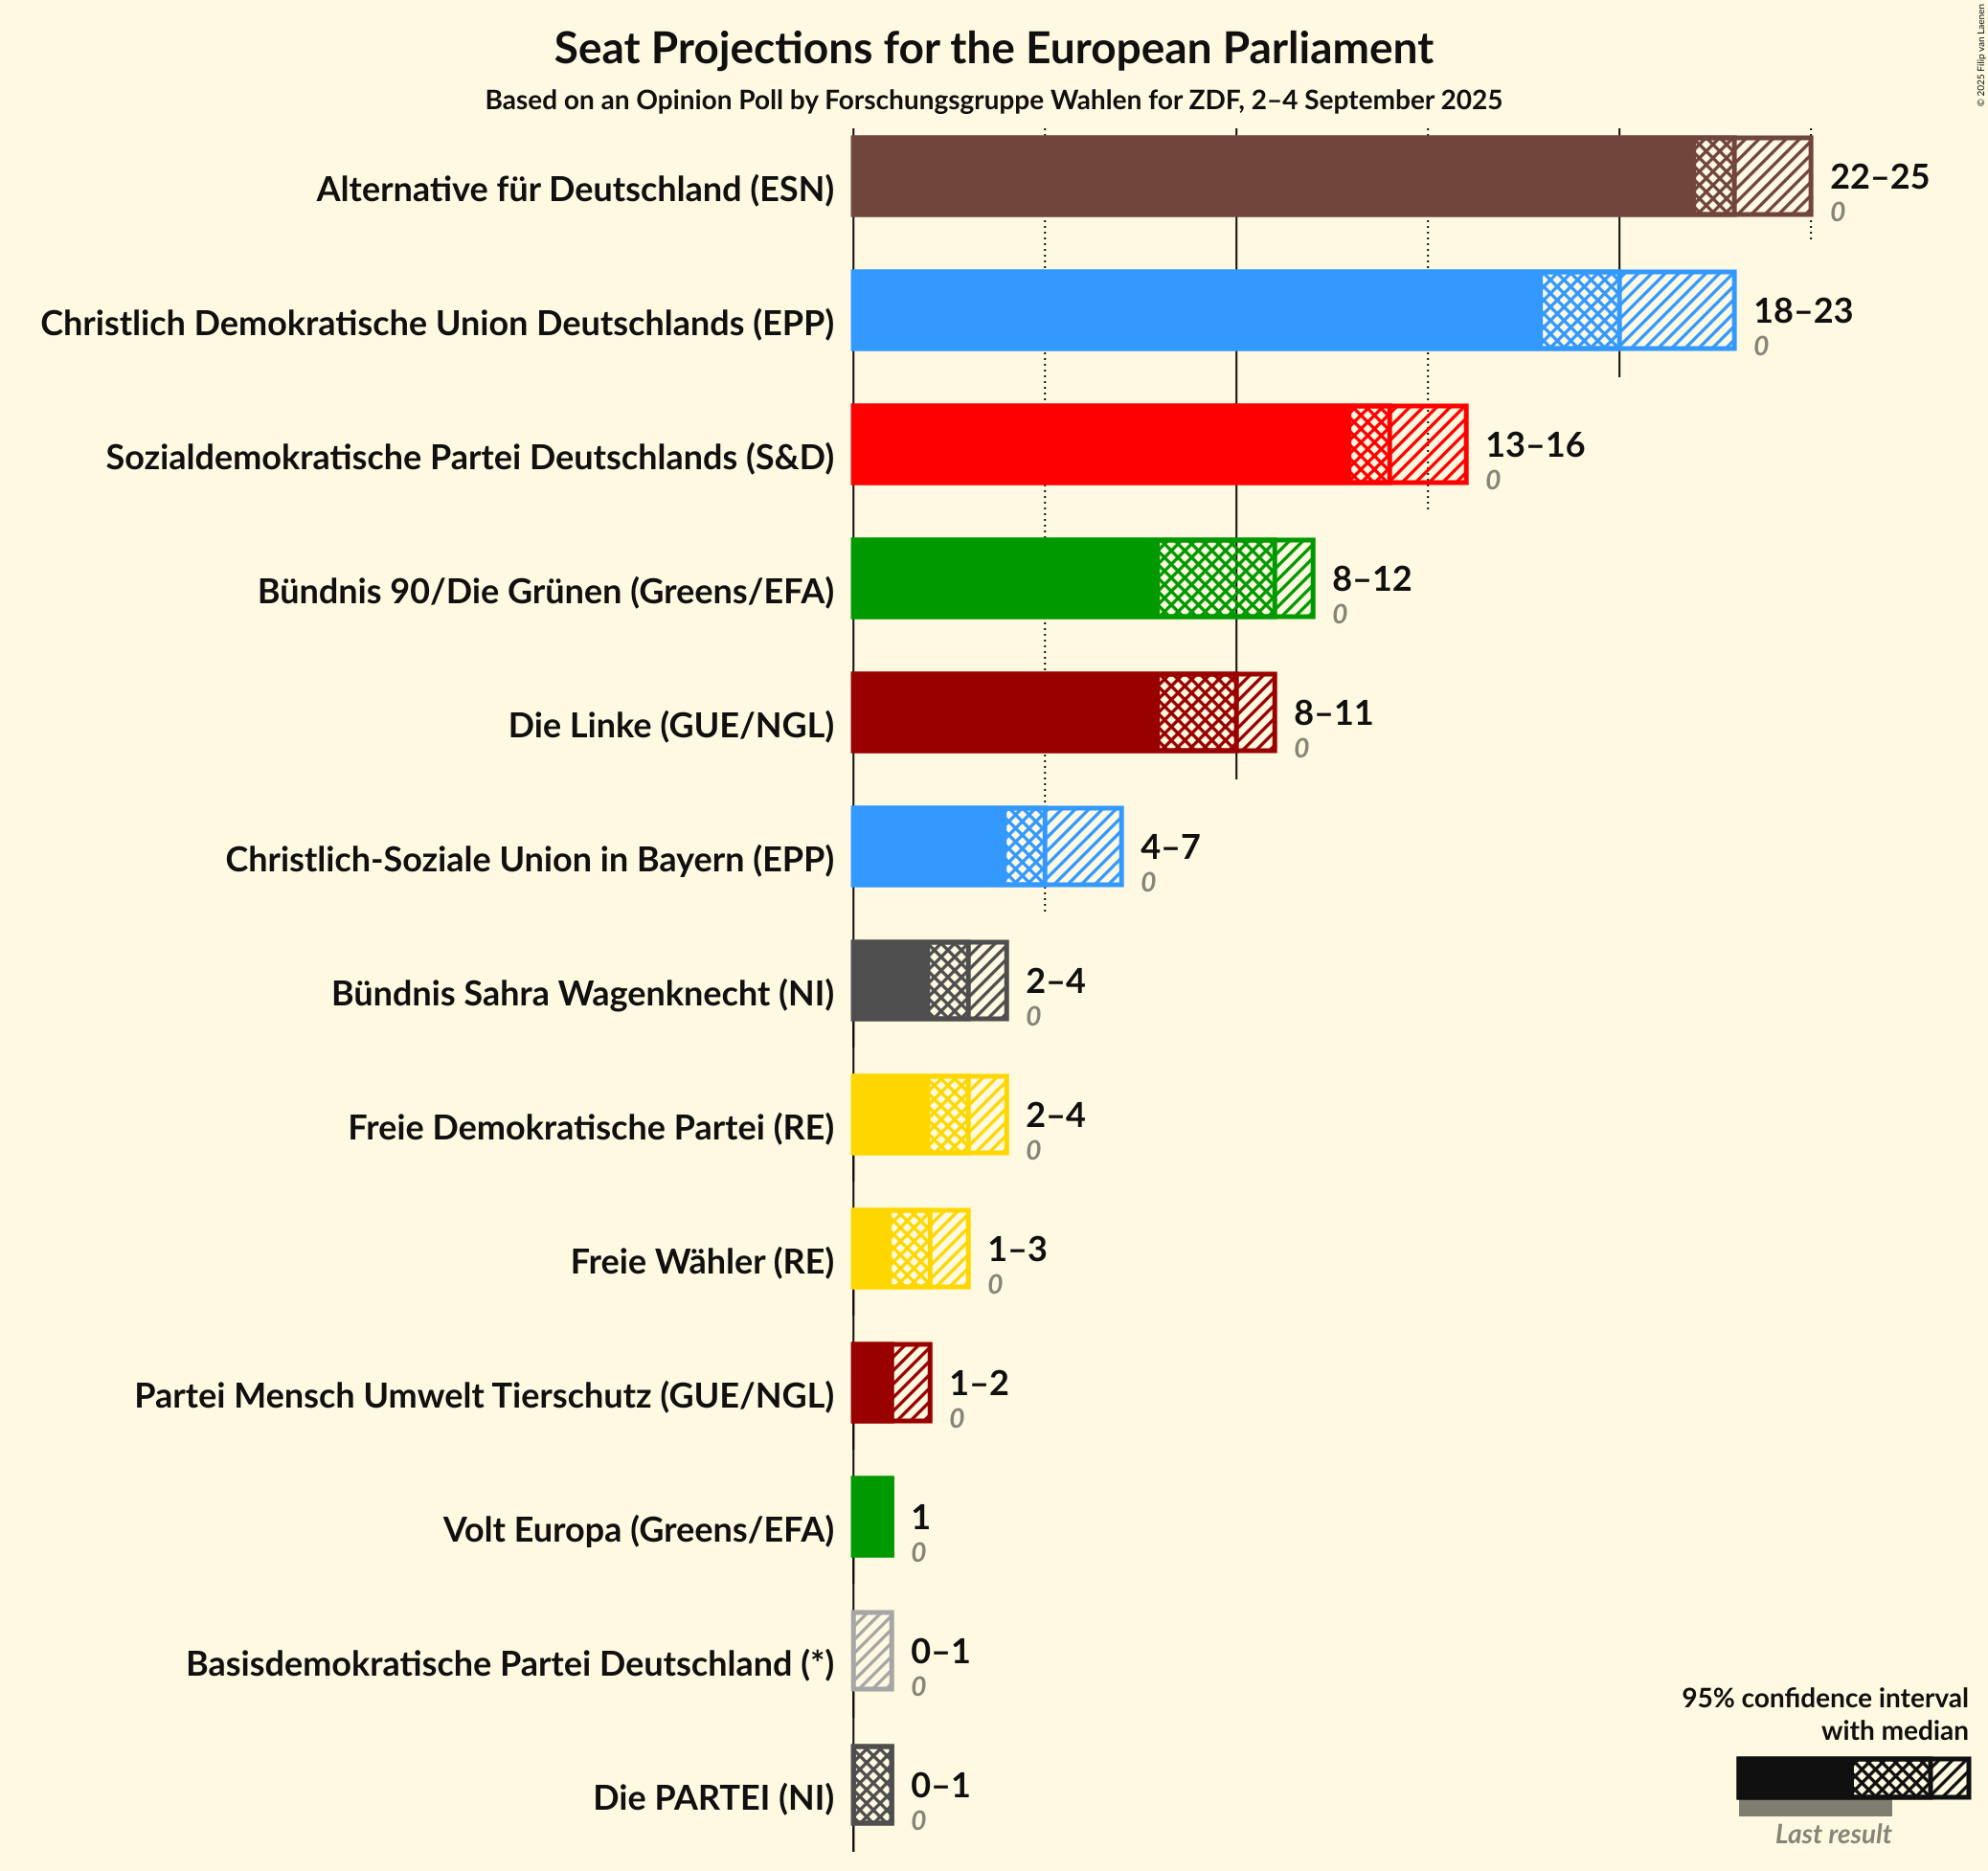 Seat Projections for the European Parliament
Based on an Opinion Poll by Forschungsgruppe Wahlen for ZDF, 2–4 September 2025
© 2025 Filip van Laenen
Alternative für Deutschland (ESN)
22–25
0
Christlich Demokratische Union Deutschlands (EPP)
18–23
0
Sozialdemokratische Partei Deutschlands (S&D)
13–16
0
Bündnis 90/Die Grünen (Greens/EFA)
8–12
0
Die Linke (GUE/NGL)
8–11
0
Christlich-Soziale Union in Bayern (EPP)
4–7
0
Bündnis Sahra Wagenknecht (NI)
2–4
0
Freie Demokratische Partei (RE)
2–4
0
Freie Wähler (RE)
1–3
0
Partei Mensch Umwelt Tierschutz (GUE/NGL)
1–2
0
Volt Europa (Greens/EFA)
1
0
Basisdemokratische Partei Deutschland (*)
0–1
0
Die PARTEI (NI)
0–1
0
95% confidence interval
with median
Last result